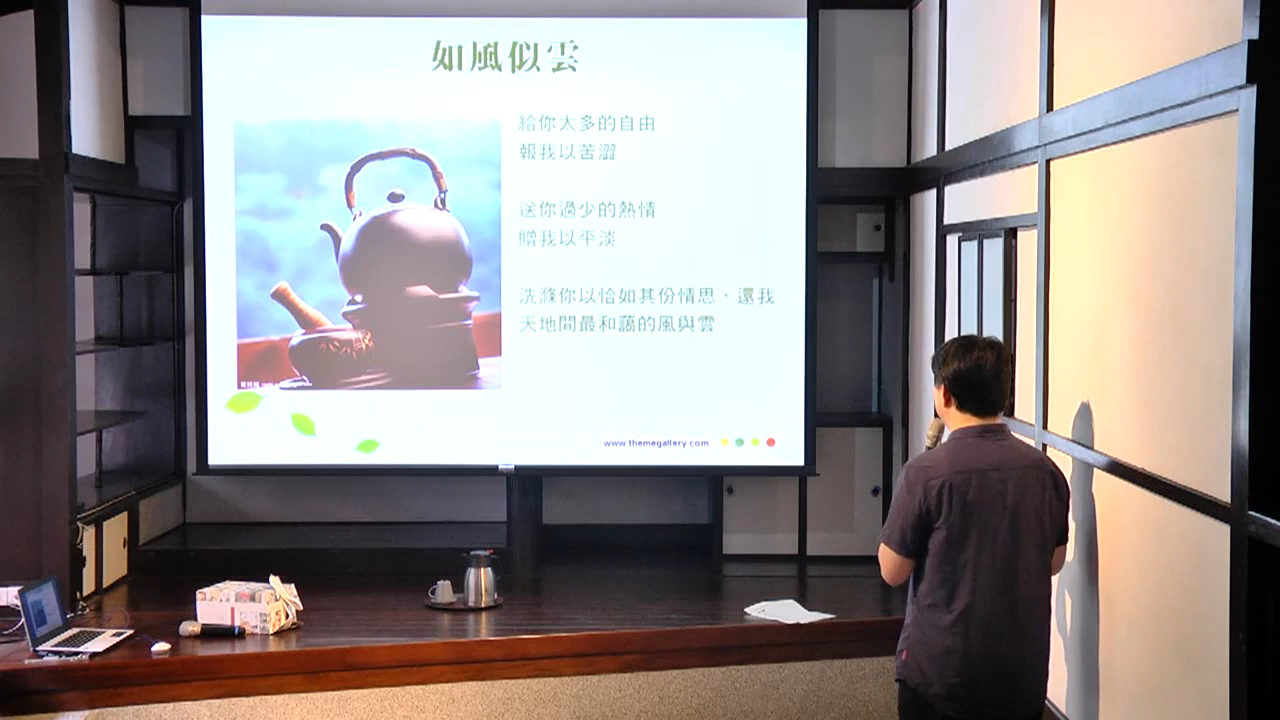 如風似雲
給你太多的自由
報我以苦澀
送你過少的熱情
贈我以平淡
洗滌你以恰如其份情思，還我
天地間最和藹的風與雲
www.themegallery.com